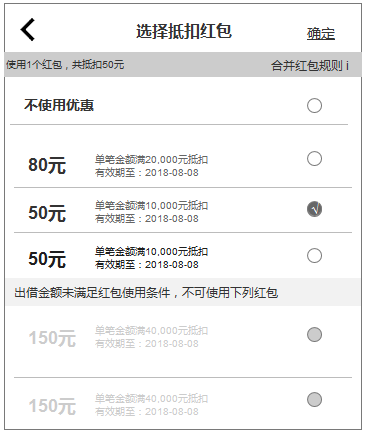 选择抵扣红包
确定
使用1个红包，共抵扣50元
合并红包规则 i
不使用优惠
80元
单笔金额满20,000元抵扣
有效期至：2018-08-08
50元
单笔金额满10,000元抵扣
有效期至：2018-08-08
√
50元
单笔金额满10,000元抵扣
有效期至：2018-08-08
出借金额未满足红包使用条件，不可使用下列红包
150元
单笔金额满40,000元抵扣
有效期至：2018-08-08
150元
单笔金额满40,000元抵扣
有效期至：2018-08-08